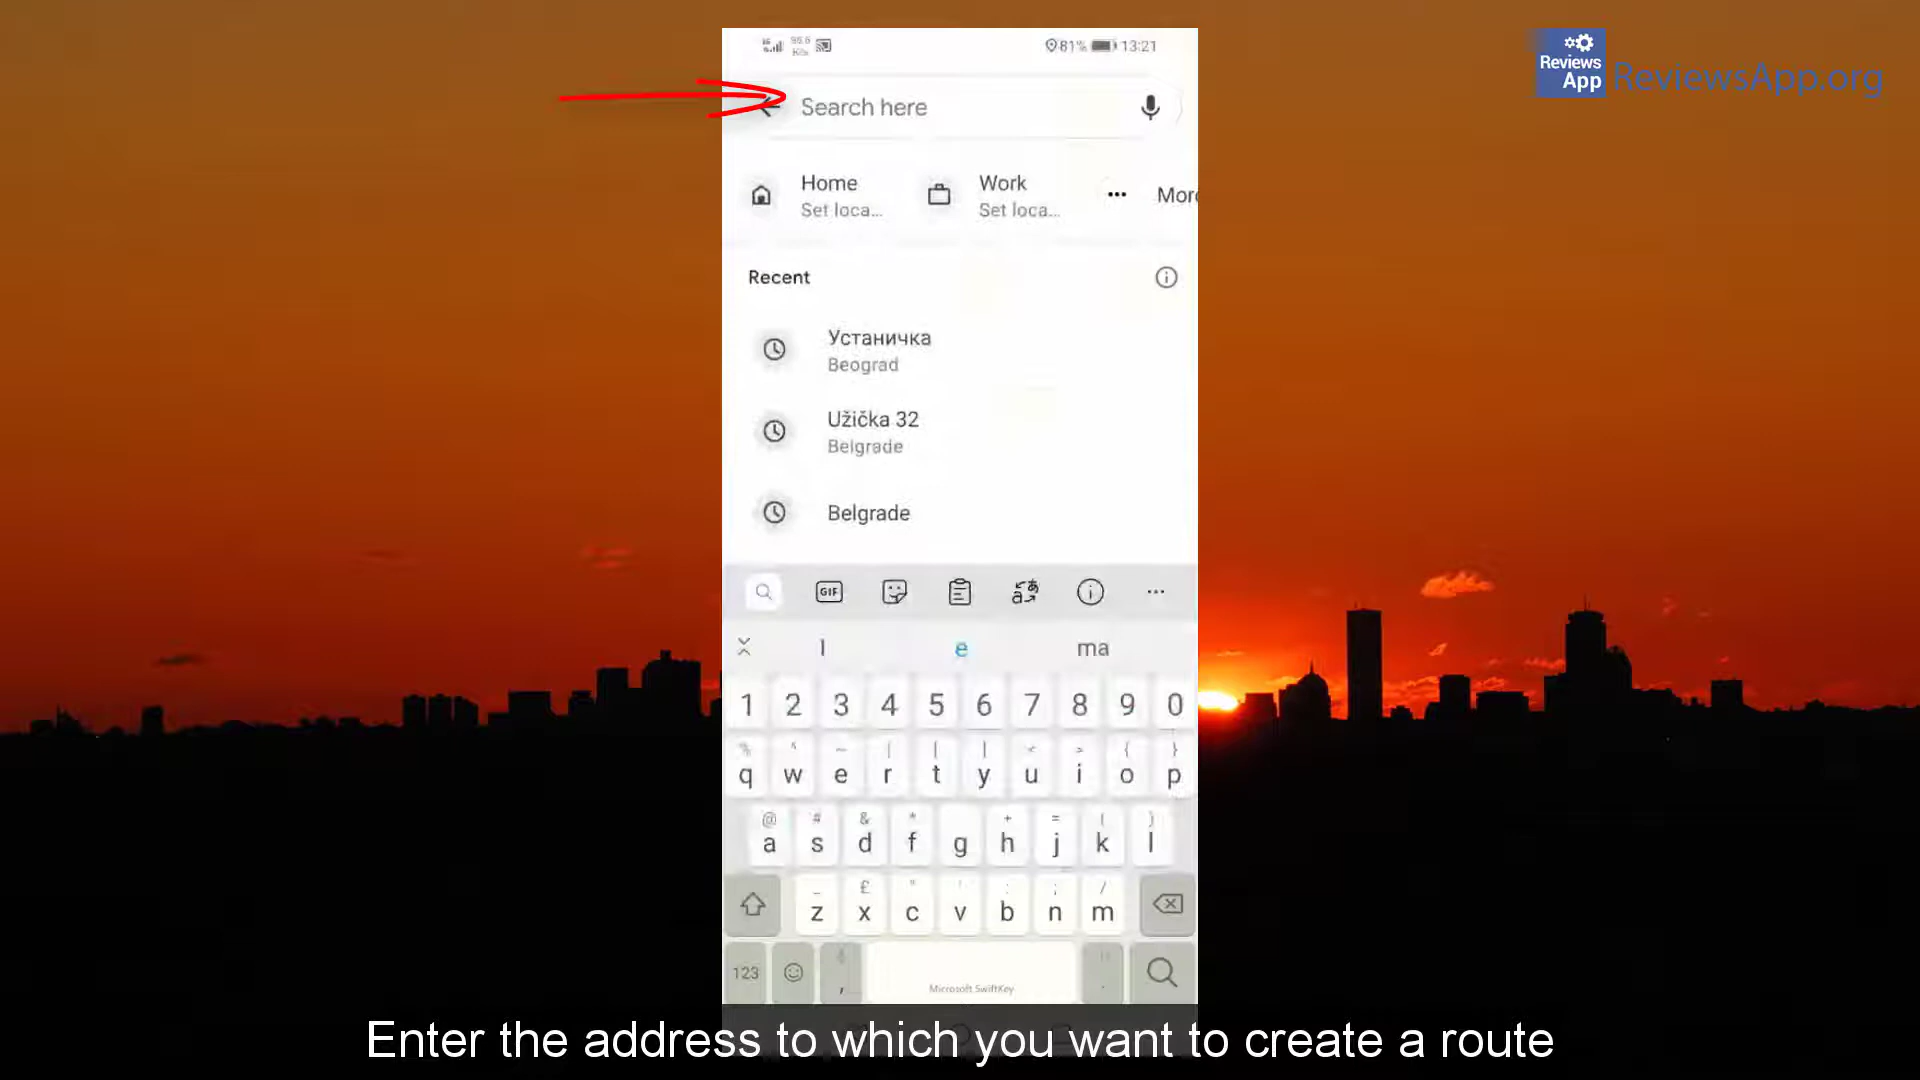 81% 13:21
Reviews
App
ReviewsApp.org
Search here
Home
Set loca...
Work
Set loca...
More
Recent
Устаничка
Beograd
Užička 32
Belgrade
Belgrade
GIF
e
ma
1 2 3 4 5 6 7 8 9 0
q w e r t y u i o p
@ # & *
a s d f g h j k l
z x c v b n m
123 , .
Microsoft SwiftKey
Enter the address to which you want to create a route